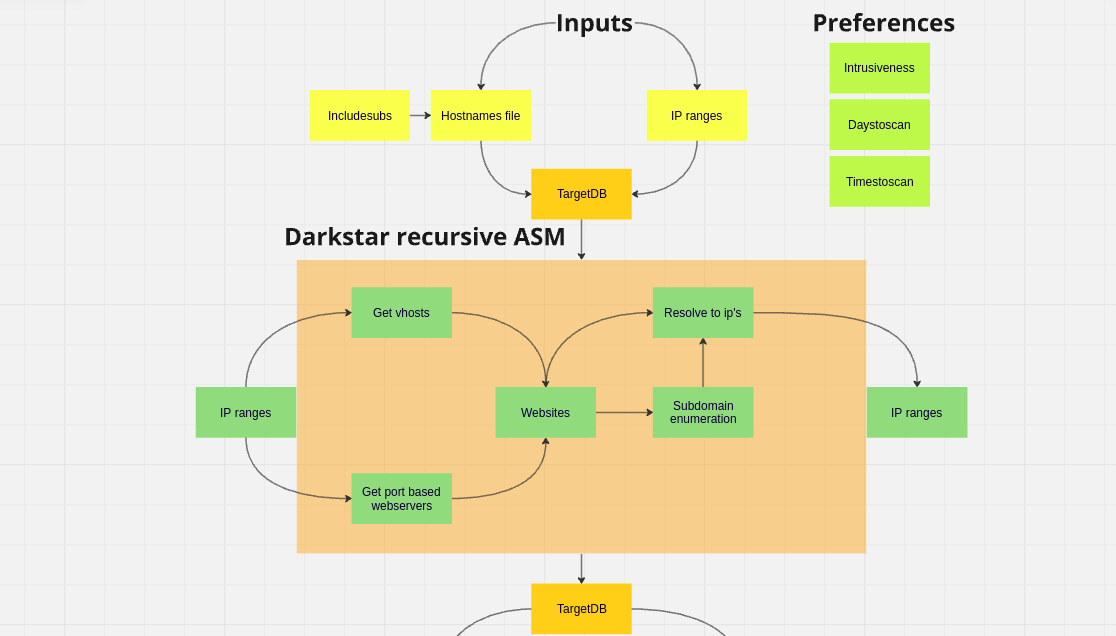 Inputs
Preferences
Intrusiveness
Includesubs
Hostnames file
IP ranges
Daystoscan
Timestoscan
TargetDB
Darkstar recursive ASM
Get vhosts
Resolve to ip's
IP ranges
Websites
Subdomain
enumeration
IP ranges
Get port based
webservers
TargetDB